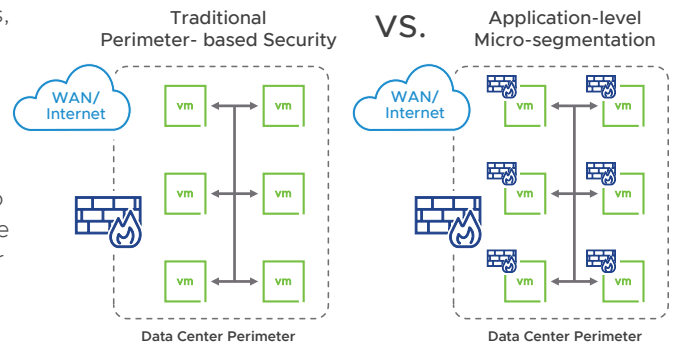 s,
o
e
Traditional
Perimeter- based Security
WAN/
Internet
vm vm
vm vm
vm vm
Data Center Perimeter
vs.
Application-level
Micro-segmentation
WAN/
Internet
vm vm
vm vm
vm vm
Data Center Perimeter